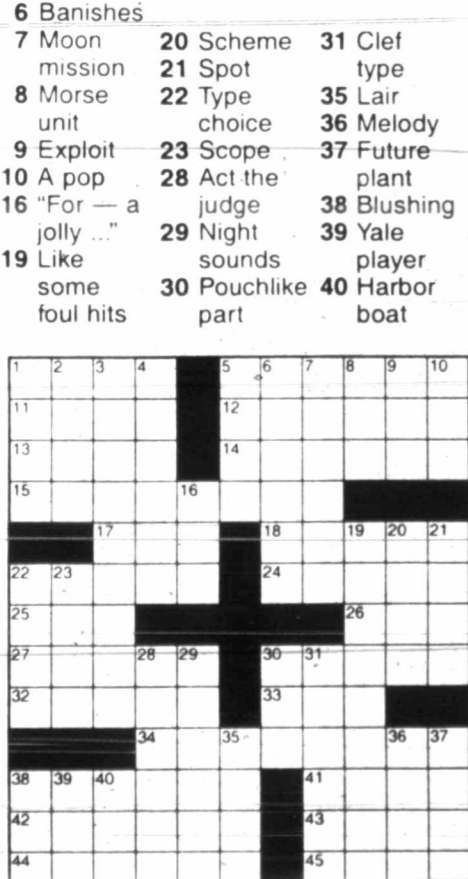 6 Banishes
7 Moon
mission
8 Morse
unit
9 Exploit
10 A pop
16 "For — a
jolly ..."
19 Like
some
foul hits
20 Scheme
21 Spot
22 Type
choice
23 Scope
28 Act the
judge
29 Night
sounds
30 Pouchlike
part
31 Clef
type
35 Lair
36 Melody
37 Future
plant
38 Blushing
39 Yale
player
40 Harbor
boat
1 2 3 4 5 6 7 8 9 10
11 12
13 14
15 16
17 18 19 20 21
22 23 24
25 26
27 28 29 30 31
32 33
34 35 36 37
38 39 40 41
42 43
44 45